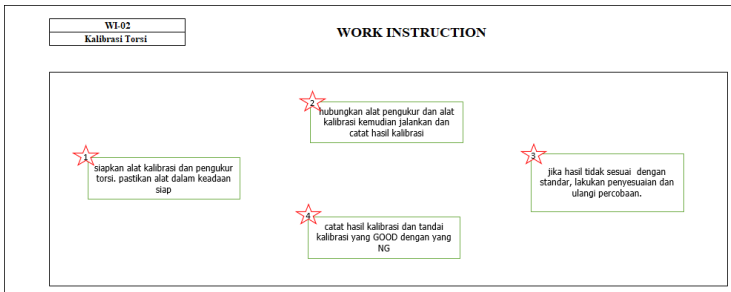 WI-02
Kalibrasi Torsi
WORK INSTRUCTION
1
siapkan alat kalibrasi dan pengukur
torsi. pastikan alat dalam keadaan
siap
2
hubungkan alat pengukur dan alat
kalibrasi kemudian jalankan dan
catat hasil kalibrasi
3
jika hasil tidak sesuai dengan
standar, lakukan penyesuaian dan
ulangi percobaan.
4
catat hasil kalibrasi dan tandai
kalibrasi yang GOOD dengan yang
NG